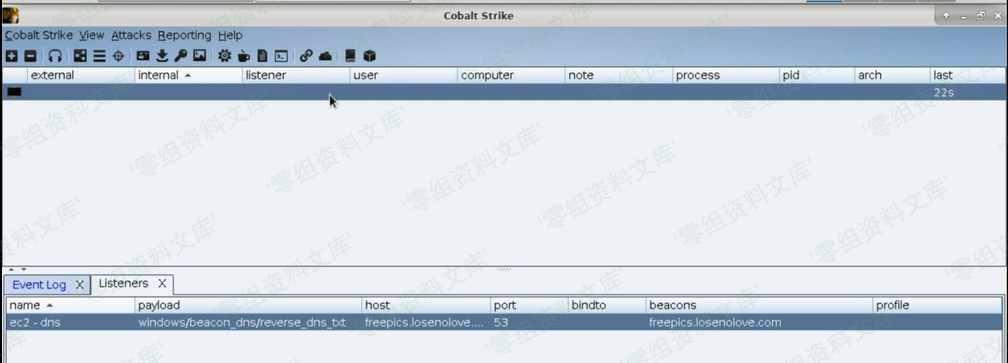 Cobalt Strike
Cobalt Strike View Attacks Reporting Help
external internal listener user computer note process pid arch last
22s
Event Log X Listeners X
name payload host port bindto beacons profile
ec2 - dns windows/beacon_dns/reverse_dns_txt freepics.losenolove.... 53 freepics.losenolove.com
'零组资料文库'